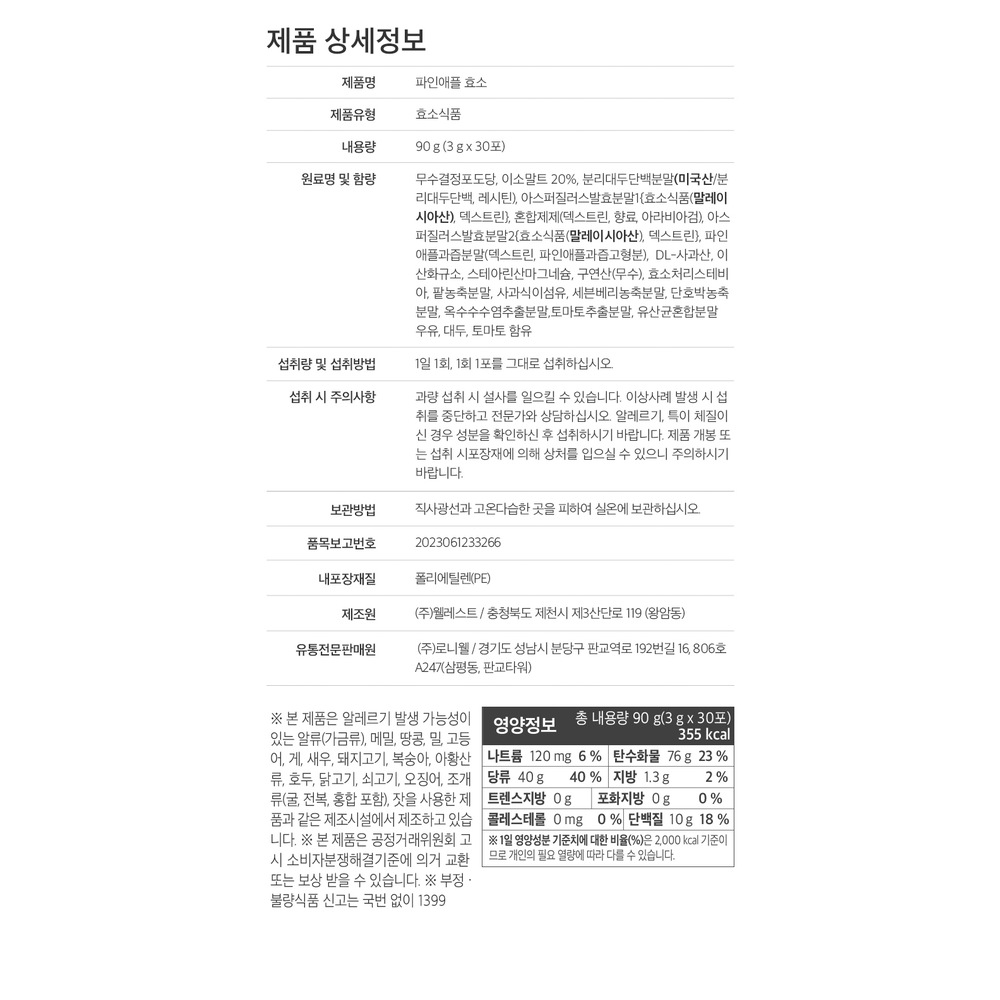 제품 상세정보
제품명 파인애플 효소
제품유형 효소식품
내용량 90 g (3 g x 30포)
원료명 및 함량 무수결정포도당, 이소말트 20%, 분리대두단백분말(미국산/분
리대두단백, 레시틴), 아스퍼질러스발효분말1{효소식품(말레이
시아산), 덱스트린}, 혼합제제(덱스트린, 향료, 아라비아검), 아스
퍼질러스발효분말2{효소식품(말레이시아산), 덱스트린}, 파인
애플과즙분말(덱스트린, 파인애플과즙고형분), DL-사과산, 이
산화규소, 스테아린산마그네슘, 구연산(무수), 효소처리스테비
아, 팥농축분말, 사과식이섬유, 세븐베리농축분말, 단호박농축
분말, 옥수수수염추출분말,토마토추출분말, 유산균혼합분말
우유, 대두, 토마토 함유
섭취량 및 섭취방법 1일 1회, 1회 1포를 그대로 섭취하십시오.
섭취 시 주의사항 과량 섭취 시 설사를 일으킬 수 있습니다. 이상사례 발생 시 섭
취를 중단하고 전문가와 상담하십시오. 알레르기, 특이 체질이
신 경우 성분을 확인하신 후 섭취하시기 바랍니다. 제품 개봉 또
는 섭취 시포장재에 의해 상처를 입으실 수 있으니 주의하시기
바랍니다.
보관방법 직사광선과 고온다습한 곳을 피하여 실온에 보관하십시오.
품목보고번호 2023061233266
내포장재질 폴리에틸렌(PE)
제조원 (주)웰레스트 / 충청북도 제천시 제3산단로 119 (왕암동)
유통전문판매원 (주)로니웰 / 경기도 성남시 분당구 판교역로 192번길 16, 806호
A247(삼평동, 판교타워)
※ 본 제품은 알레르기 발생 가능성이
있는 알류(가금류), 메밀, 땅콩, 밀, 고등
어, 게, 새우, 돼지고기, 복숭아, 아황산
류, 호두, 닭고기, 쇠고기, 오징어, 조개
류(굴, 전복, 홍합 포함), 잣을 사용한 제
품과 같은 제조시설에서 제조하고 있습
니다. ※ 본 제품은 공정거래위원회 고
시 소비자분쟁해결기준에 의거 교환
또는 보상 받을 수 있습니다. ※ 부정 ·
불량식품 신고는 국번 없이 1399
영양정보 총 내용량 90 g(3 g x 30포)
355 kcal
나트륨 120 mg 6 % 탄수화물 76 g 23 %
당류 40 g 40 % 지방 1.3 g 2 %
트렌스지방 0 g 포화지방 0 g 0 %
콜레스테롤 0 mg 0 % 단백질 10 g 18 %
※ 1일 영양성분 기준치에 대한 비율(%)은 2,000 kcal 기준이
므로 개인의 필요 열량에 따라 다를 수 있습니다.